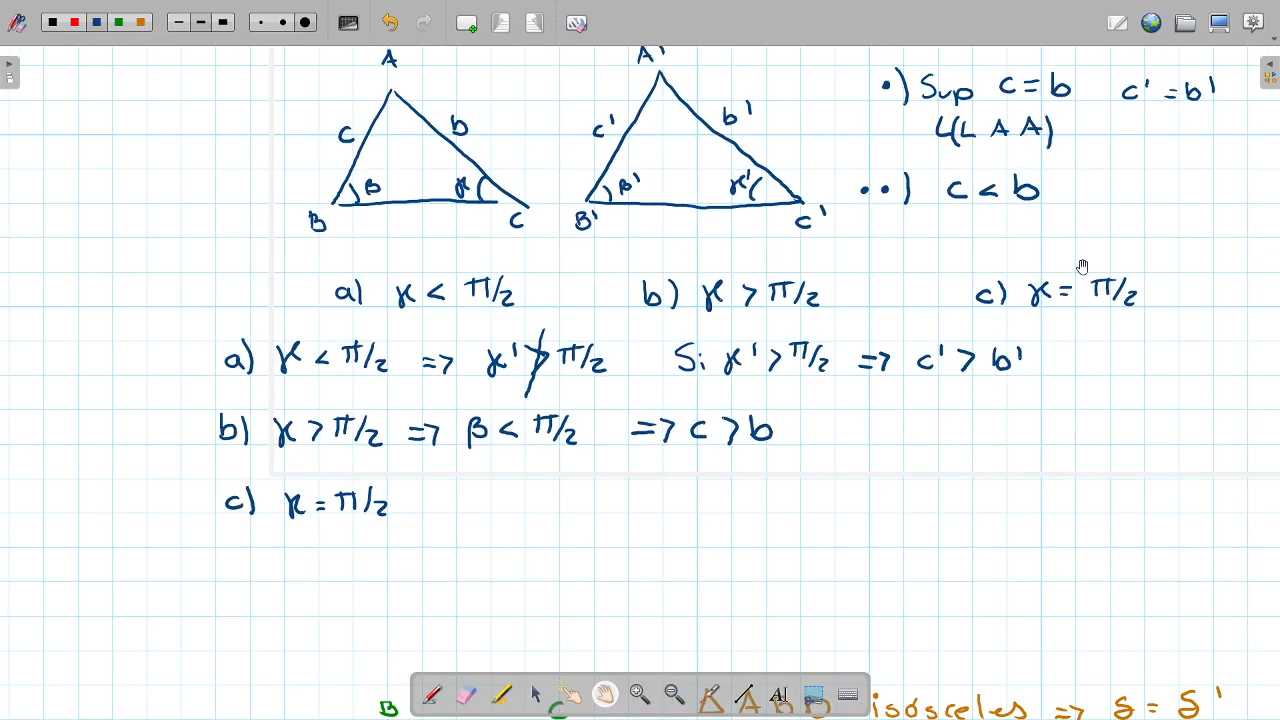 A A' •) Sup c = b c' = b'
c b c' b' L(L A A)
β γ β' γ' ••) c < b
B C B' C'
a) γ < π/2 b) γ > π/2 c) γ = π/2
a) γ < π/2 => γ' > π/2 Si γ' > π/2 => c' > b'
b) γ > π/2 => β < π/2 => c > b
c) γ = π/2
B C Δ A B D isósceles => δ = δ'